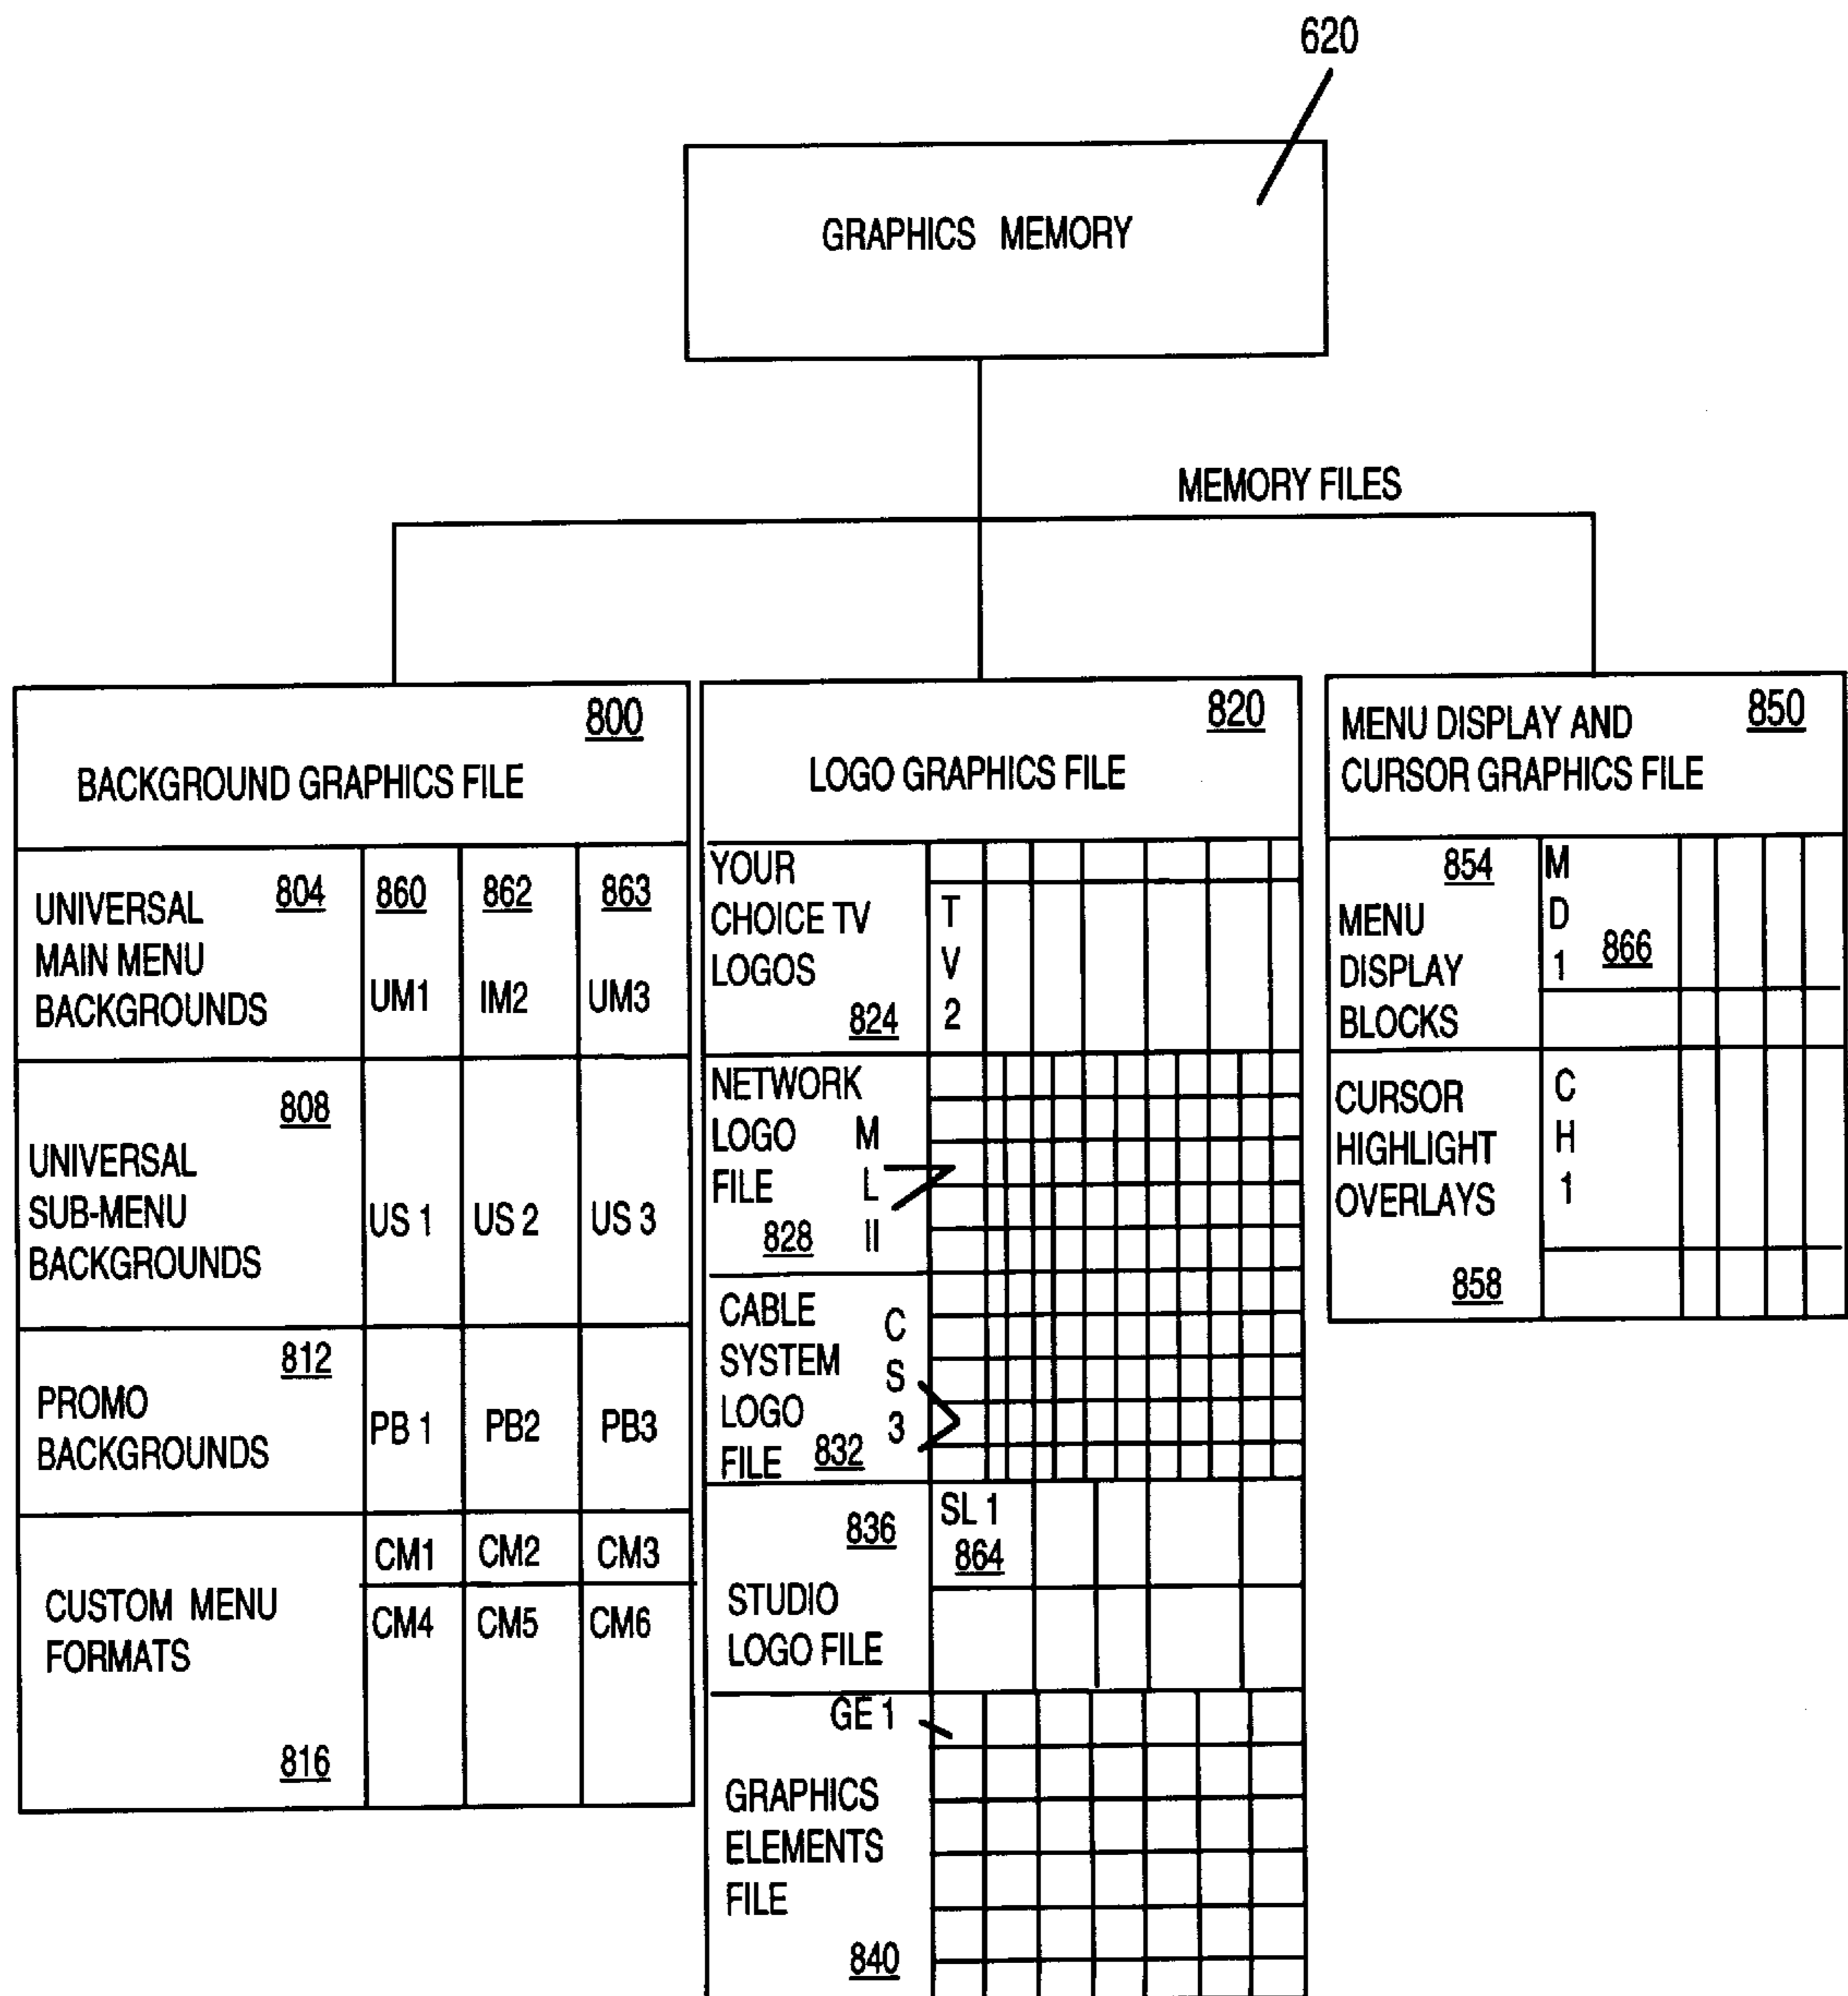 620
GRAPHICS MEMORY
MEMORY FILES
800
BACKGROUND GRAPHICS FILE
804
UNIVERSAL
MAIN MENU
BACKGROUNDS
860
UM1
862
IM2
863
UM3
808
UNIVERSAL
SUB-MENU
BACKGROUNDS
US 1
US 2
US 3
812
PROMO
BACKGROUNDS
PB 1
PB2
PB3
CUSTOM MENU
FORMATS
816
CM1
CM2
CM3
CM4
CM5
CM6
820
LOGO GRAPHICS FILE
YOUR
CHOICE TV
LOGOS
824
T
V
2
NETWORK
LOGO
FILE
828
M
L
II
CABLE
SYSTEM
LOGO
FILE
832
C
S
3
836
STUDIO
LOGO FILE
SL 1
864
GE 1
GRAPHICS
ELEMENTS
FILE
840
850
MENU DISPLAY AND
CURSOR GRAPHICS FILE
854
MENU
DISPLAY
BLOCKS
M
D
1
866
CURSOR
HIGHLIGHT
OVERLAYS
858
C
H
1